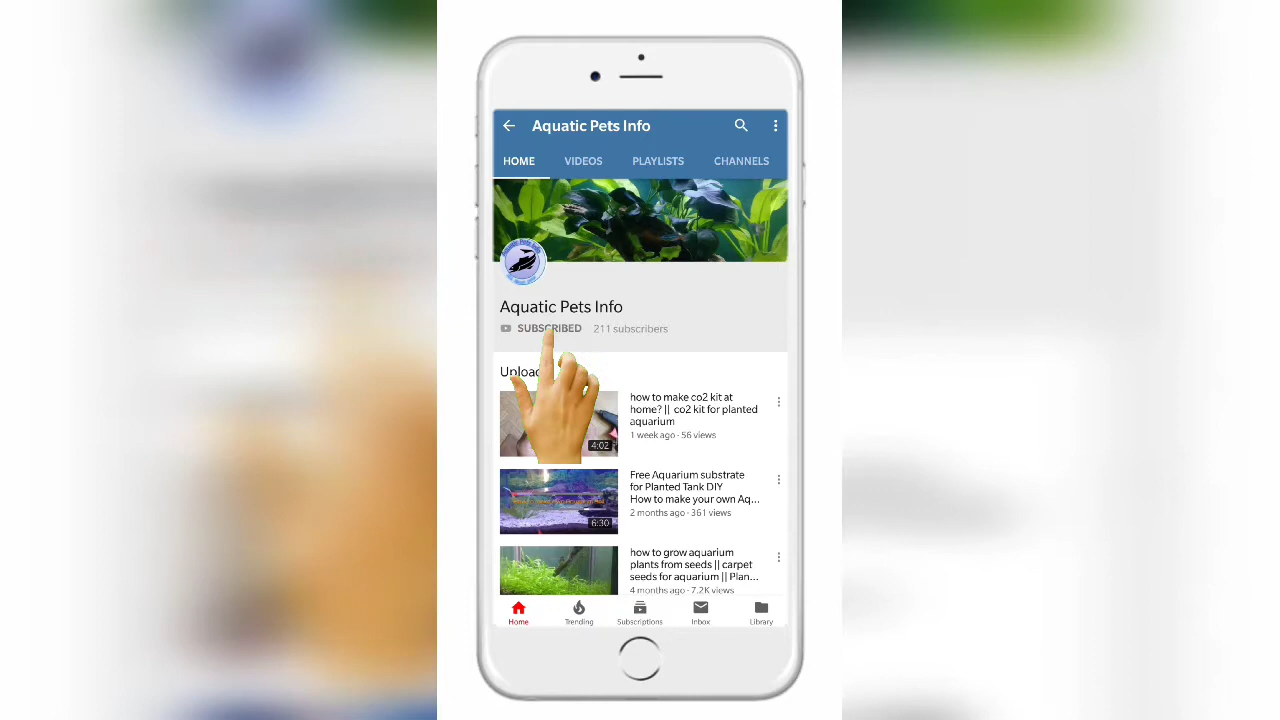 Aquatic Pets Info
HOME VIDEOS PLAYLISTS CHANNELS
Aquatic Pets Info
Aquatic Pets Info
SUBSCRIBED 211 subscribers
how to make co2 kit at
home? || co2 kit for planted
aquarium
1 week ago · 56 views
4:02
Free Aquarium substrate
for Planted Tank DIY
How to make your own Aq...
2 months ago · 361 views
6:30
how to grow aquarium
plants from seeds || carpet
seeds for aquarium || Plan...
4 months ago · 7.2K views
Home Trending Subscriptions Inbox Library